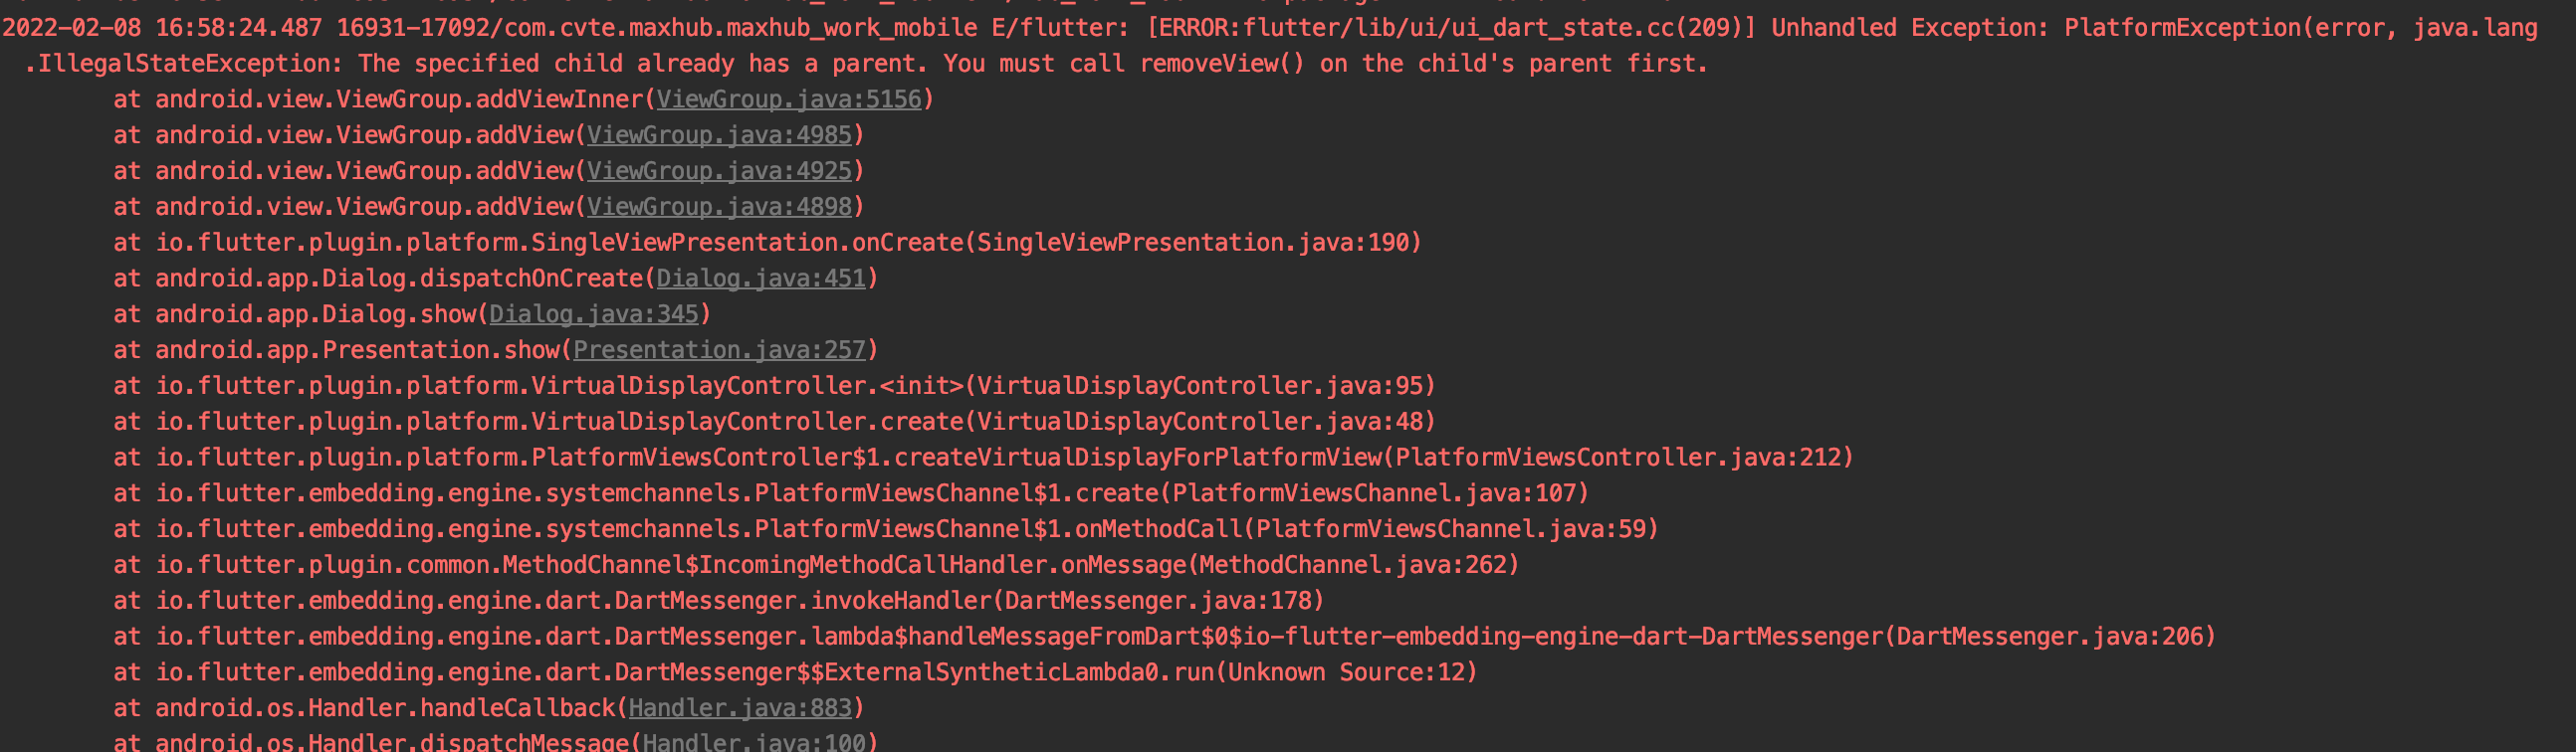 2022-02-08 16:58:24.487 16931-17092/com.cvte.maxhub.maxhub_work_mobile E/flutter: [ERROR:flutter/lib/ui/ui_dart_state.cc(209)] Unhandled Exception: PlatformException(error, java.lang
.IllegalStateException: The specified child already has a parent. You must call removeView() on the child's parent first.
at android.view.ViewGroup.addViewInner(ViewGroup.java:5156)
at android.view.ViewGroup.addView(ViewGroup.java:4985)
at android.view.ViewGroup.addView(ViewGroup.java:4925)
at android.view.ViewGroup.addView(ViewGroup.java:4898)
at io.flutter.plugin.platform.SingleViewPresentation.onCreate(SingleViewPresentation.java:190)
at android.app.Dialog.dispatchOnCreate(Dialog.java:451)
at android.app.Dialog.show(Dialog.java:345)
at android.app.Presentation.show(Presentation.java:257)
at io.flutter.plugin.platform.VirtualDisplayController.<init>(VirtualDisplayController.java:95)
at io.flutter.plugin.platform.VirtualDisplayController.create(VirtualDisplayController.java:48)
at io.flutter.plugin.platform.PlatformViewsController$1.createVirtualDisplayForPlatformView(PlatformViewsController.java:212)
at io.flutter.embedding.engine.systemchannels.PlatformViewsChannel$1.create(PlatformViewsChannel.java:107)
at io.flutter.embedding.engine.systemchannels.PlatformViewsChannel$1.onMethodCall(PlatformViewsChannel.java:59)
at io.flutter.plugin.common.MethodChannel$IncomingMethodCallHandler.onMessage(MethodChannel.java:262)
at io.flutter.embedding.engine.dart.DartMessenger.invokeHandler(DartMessenger.java:178)
at io.flutter.embedding.engine.dart.DartMessenger.lambda$handleMessageFromDart$0$io-flutter-embedding-engine-dart-DartMessenger(DartMessenger.java:206)
at io.flutter.embedding.engine.dart.DartMessenger$$ExternalSyntheticLambda0.run(Unknown Source:12)
at android.os.Handler.handleCallback(Handler.java:883)
at android.os.Handler.dispatchMessage(Handler.java:100)